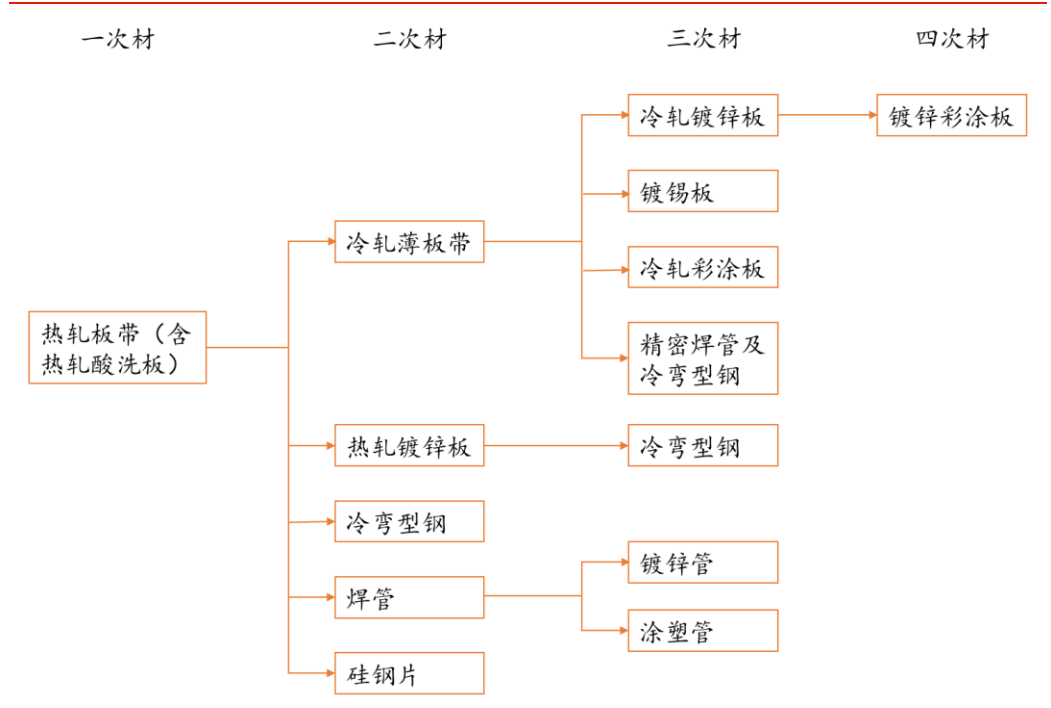 一次材
二次材
三次材
四次材
冷轧镀锌板
镀锌彩涂板
镀锡板
冷轧薄板带
冷轧彩涂板
热轧板带（含
热轧酸洗板）
精密焊管及
冷弯型钢
热轧镀锌板
冷弯型钢
冷弯型钢
镀锌管
焊管
涂塑管
硅钢片